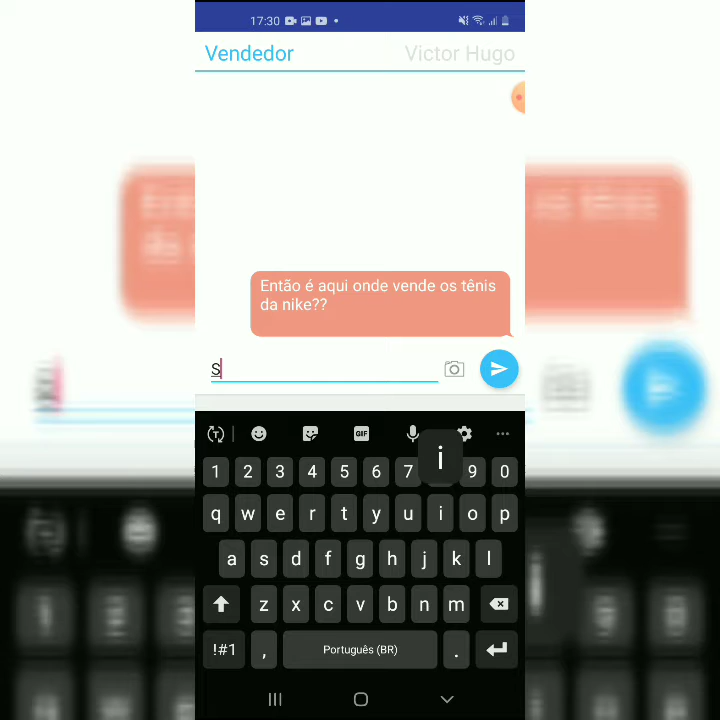 17:30
Vendedor Victor Hugo
Então é aqui onde vende os tênis
da nike??
S
GIF
i
1 2 3 4 5 6 7 9 0
q w e r t y u i o p
a s d f g h j k l
z x c v b n m
!#1 , Português (BR) .